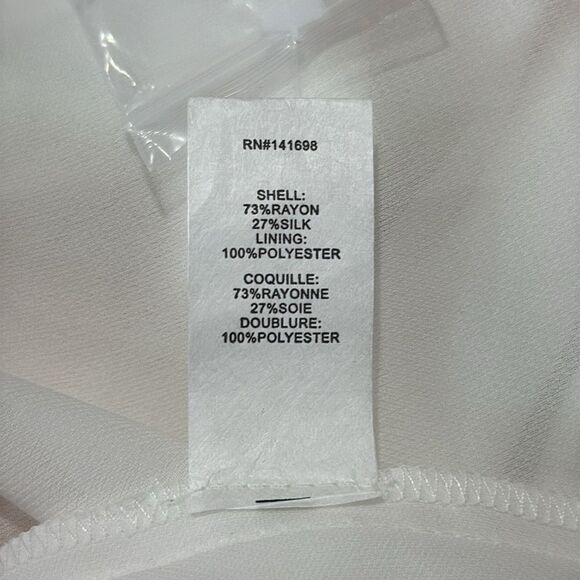 RN#141698
SHELL:
73%RAYON
27%SILK
LINING:
100%POLYESTER
COQUILLE:
73%RAYONNE
27%SOIE
DOUBLURE:
100%POLYESTER